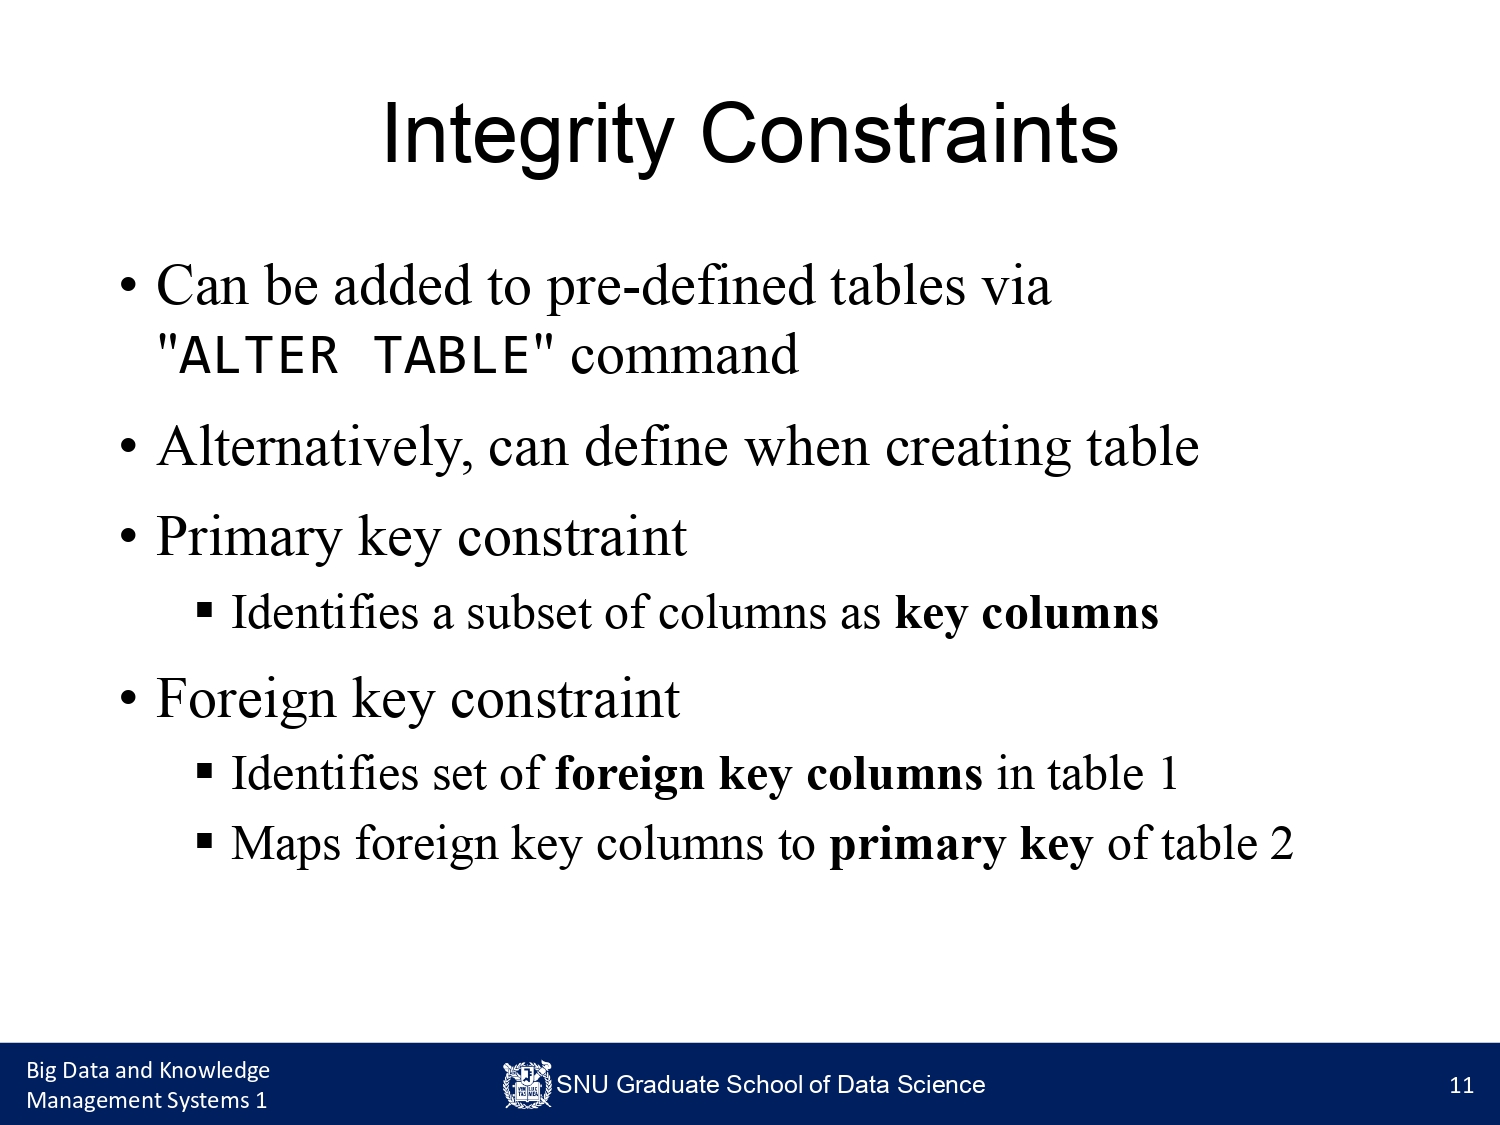 Integrity Constraints
• Can be added to pre-defined tables via
"ALTER TABLE" command
• Alternatively, can define when creating table
• Primary key constraint
▪ Identifies a subset of columns as key columns
• Foreign key constraint
▪ Identifies set of foreign key columns in table 1
▪ Maps foreign key columns to primary key of table 2
Big Data and Knowledge
Management Systems 1
SNU Graduate School of Data Science
11